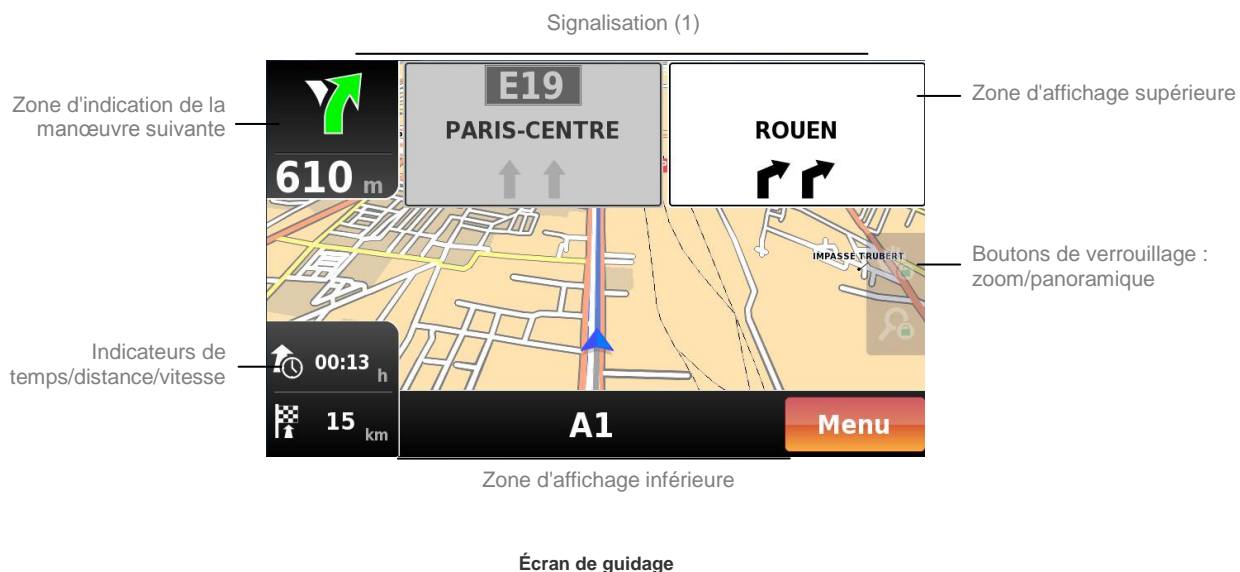 Signalisation (1)
Zone d'indication de la
manœuvre suivante
610 m
E19
PARIS-CENTRE
ROUEN
Zone d'affichage supérieure
IMPASSE TRUBERT
Boutons de verrouillage :
zoom/panoramique
Indicateurs de
temps/distance/vitesse
00:13 h
15 km
A1
Menu
Zone d'affichage inférieure
Écran de guidage